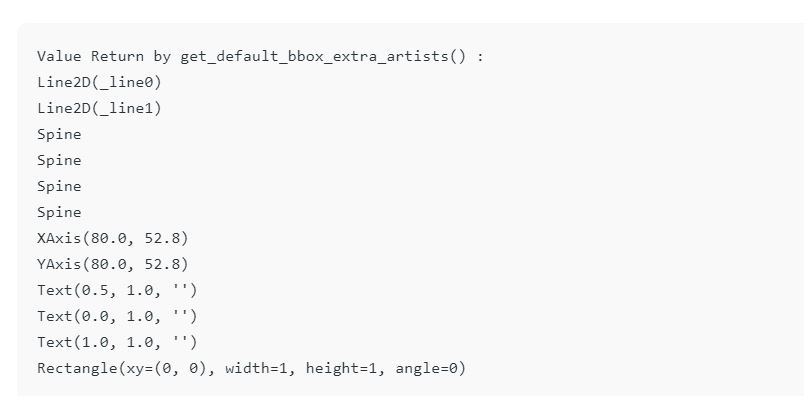 Value Return by get_default_bbox_extra_artists() :
Line2D(_line0)
Line2D(_line1)
Spine
Spine
Spine
Spine
XAxis(80.0, 52.8)
YAxis(80.0, 52.8)
Text(0.5, 1.0, '')
Text(0.0, 1.0, '')
Text(1.0, 1.0, '')
Rectangle(xy=(0, 0), width=1, height=1, angle=0)